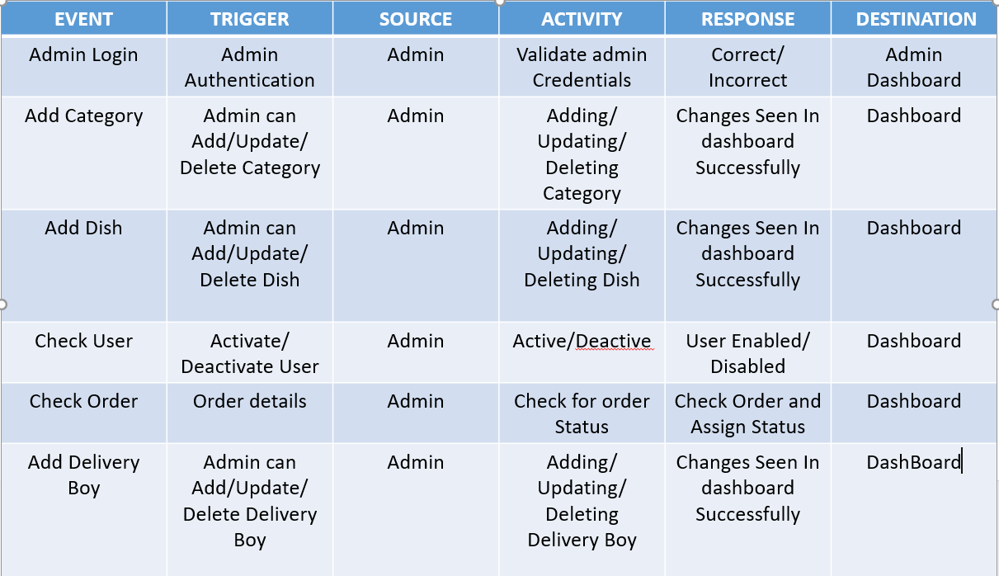 EVENT TRIGGER SOURCE ACTIVITY RESPONSE DESTINATION
Admin Login
Admin
Authentication
Admin
Validate admin
Credentials
Correct/
Incorrect
Admin
Dashboard
Add Category
Admin can
Add/Update/
Delete Category
Admin
Adding/
Updating/
Deleting
Category
Changes Seen In
dashboard
Successfully
Dashboard
Add Dish
Admin can
Add/Update/
Delete Dish
Admin
Adding/
Updating/
Deleting Dish
Changes Seen In
dashboard
Successfully
Dashboard
Check User
Activate/
Deactivate User
Admin
Active/Deactive
User Enabled/
Disabled
Dashboard
Check Order
Order details
Admin
Check for order
Status
Check Order and
Assign Status
Dashboard
Add Delivery
Boy
Admin can
Add/Update/
Delete Delivery
Boy
Admin
Adding/
Updating/
Deleting
Delivery Boy
Changes Seen In
dashboard
Successfully
DashBoard